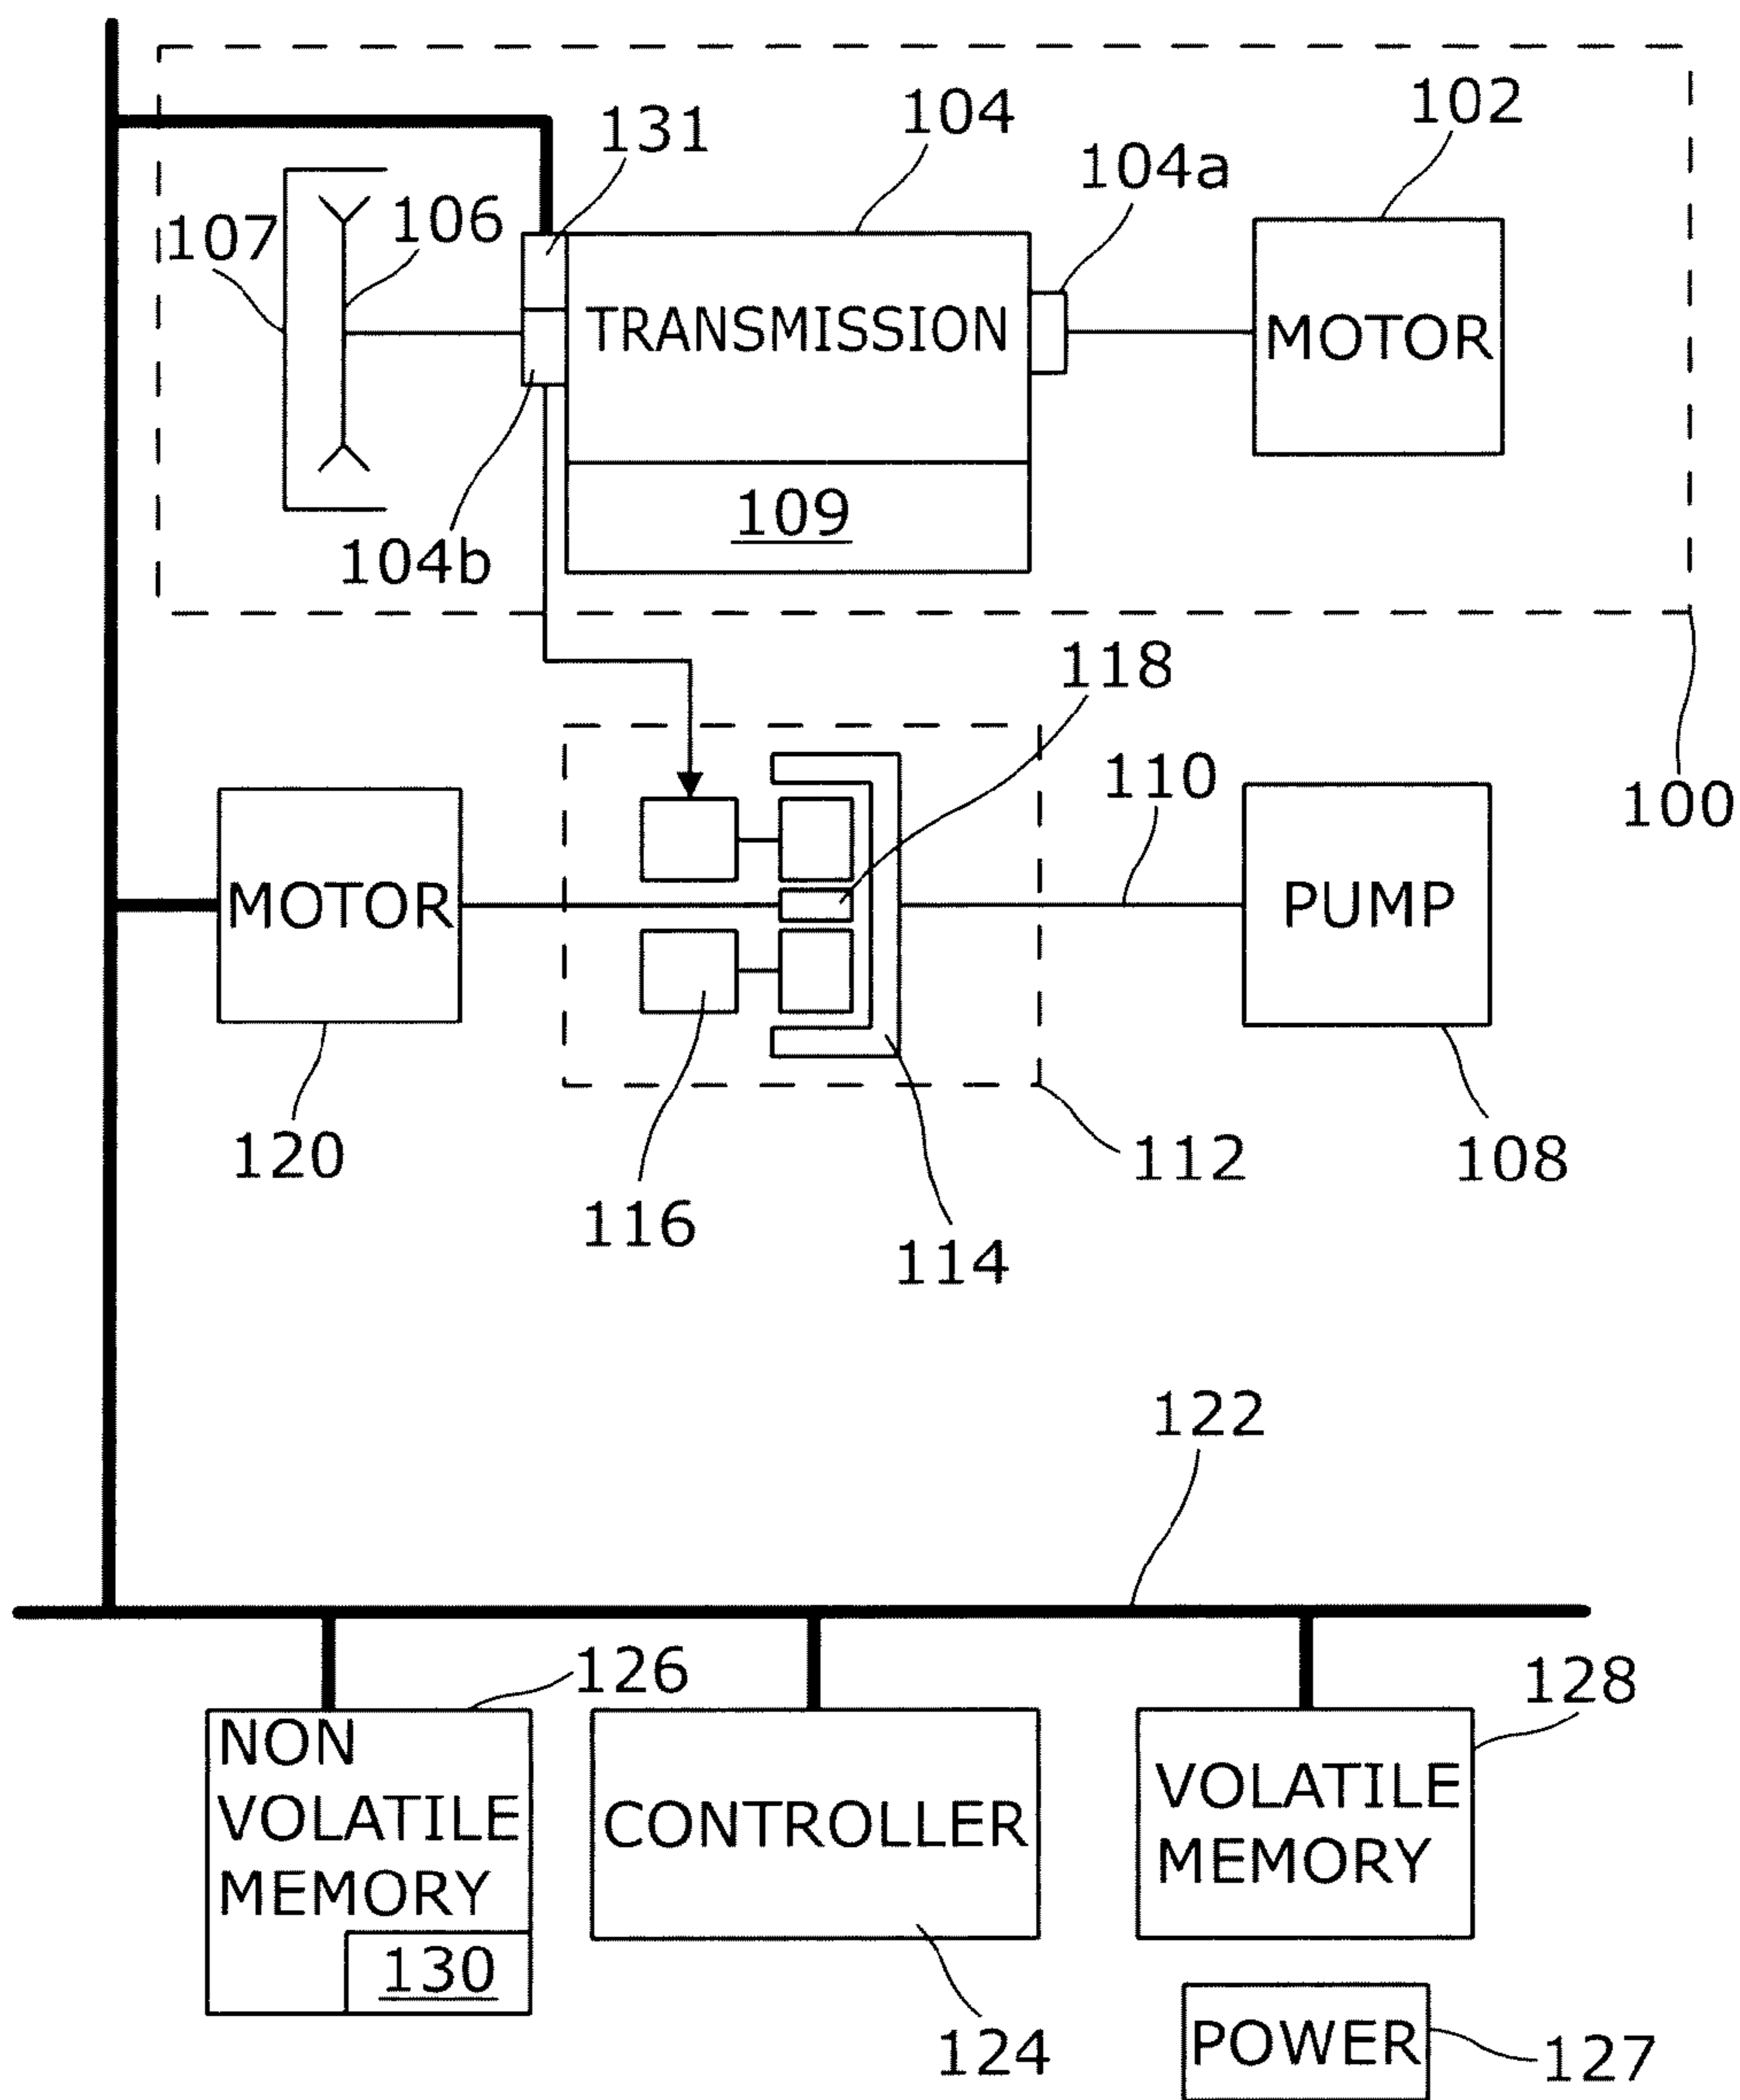 131
104
102
104a
107
106
TRANSMISSION
MOTOR
109
104b
118
110
100
MOTOR
PUMP
120
116
112
108
114
122
126
128
NON
VOLATILE
MEMORY
130
CONTROLLER
VOLATILE
MEMORY
124
POWER
127